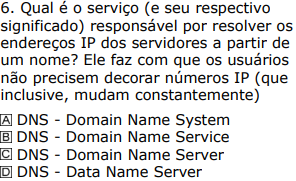 6. Qual é o serviço (e seu respectivo
significado) responsável por resolver os
endereços IP dos servidores a partir de
um nome? Ele faz com que os usuários
não precisem decorar números IP (que
inclusive, mudam constantemente)
A DNS - Domain Name System
B DNS - Domain Name Service
C DNS - Domain Name Server
D DNS - Data Name Server